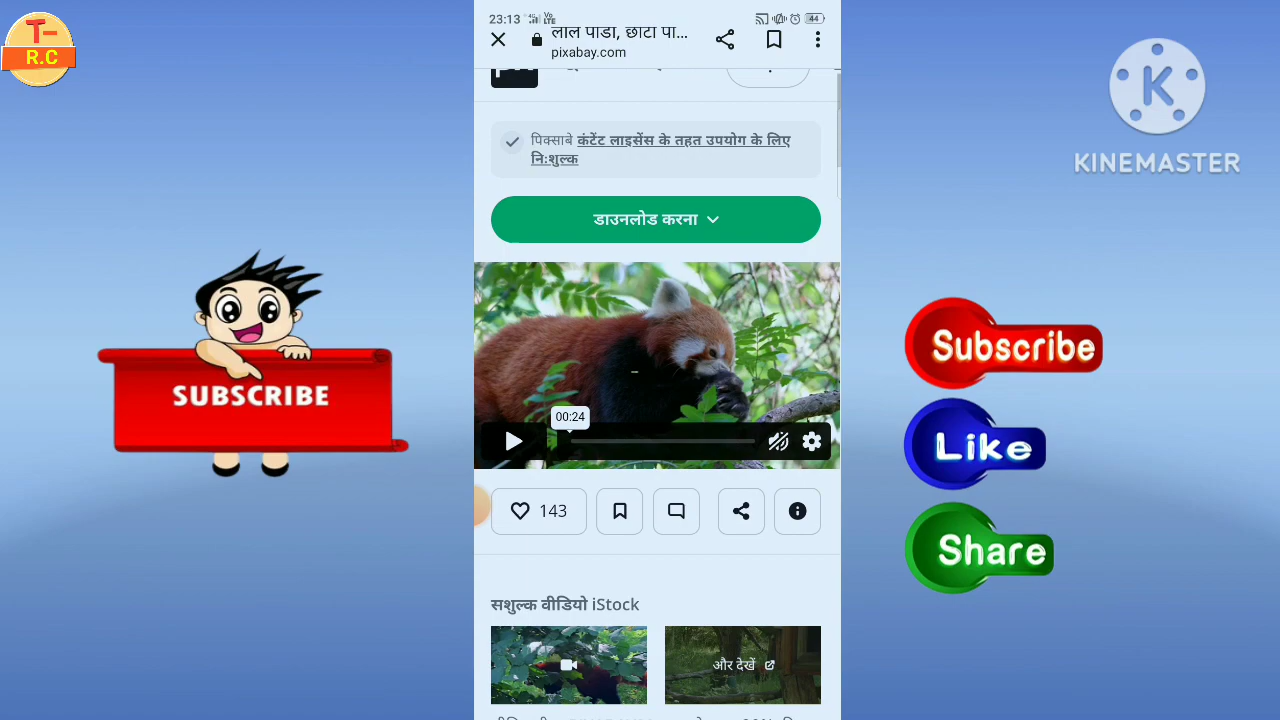 T-
R.C
SUBSCRIBE
23:13
44
लाल पांडा, छोटा पा...
pixabay.com
पिक्साबे कंटेंट लाइसेंस के तहत उपयोग के लिए
नि:शुल्क
डाउनलोड करना
00:24
143
सशुल्क वीडियो iStock
और देखें
K
KINEMASTER
Subscribe
Like
Share